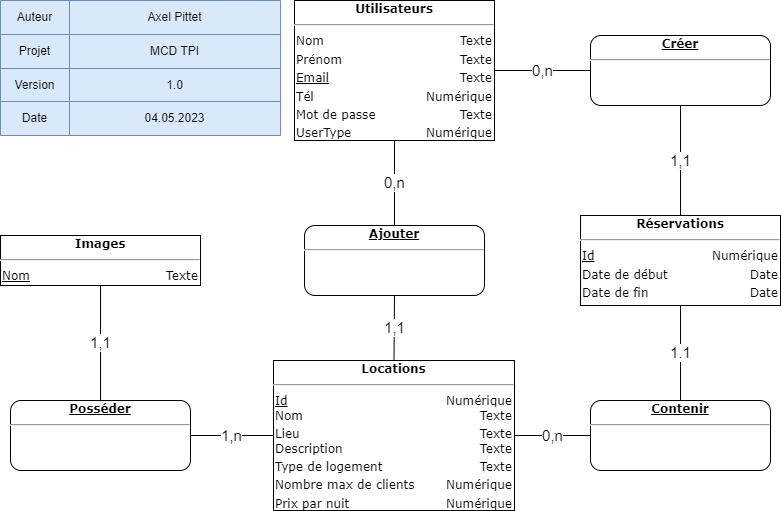 Auteur Axel Pittet
Projet MCD TPI
Version 1.0
Date 04.05.2023
Utilisateurs
Nom Texte
Prénom Texte
Email Texte
Tél Numérique
Mot de passe Texte
UserType Numérique
0,n
Créer
1,1
0,n
Ajouter
Réservations
Id Numérique
Date de début Date
Date de fin Date
Images
Nom Texte
1,1
1,1
1.1
Locations
Id Numérique
Nom Texte
Lieu Texte
Description Texte
Type de logement Texte
Nombre max de clients Numérique
Prix par nuit Numérique
Posséder
1,n
0,n
Contenir